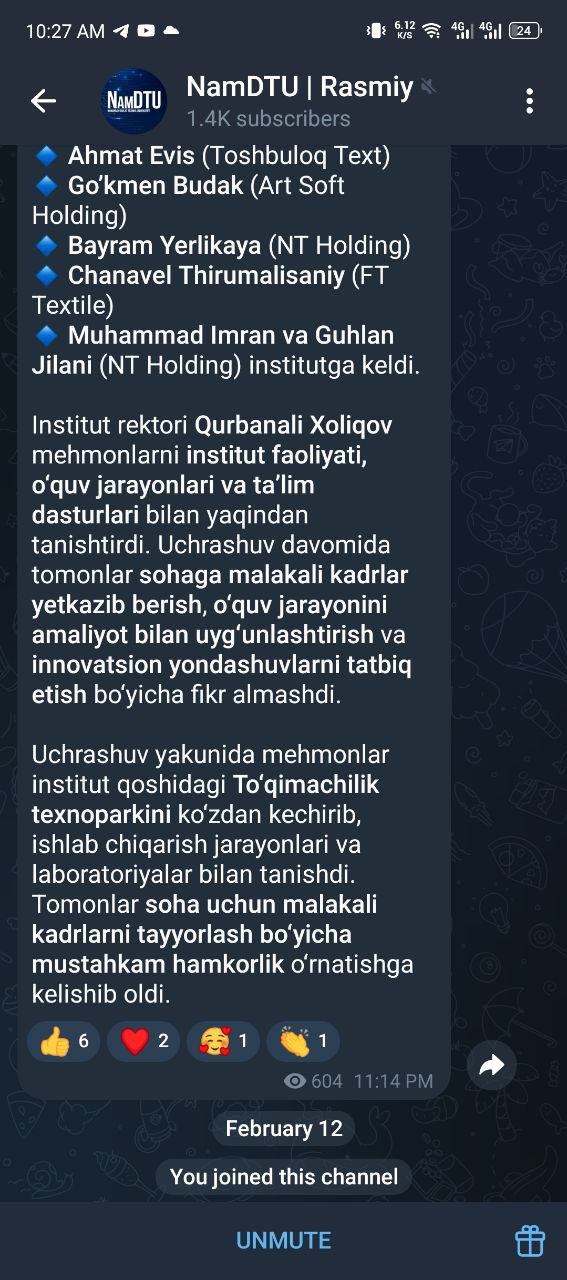 10:27 AM
6.12 K/S 4G 4G 24
NAMDTU
NamDTU | Rasmiy
1.4K subscribers
🔷 Ahmat Evis (Toshbuloq Text)
🔷 Go’kmen Budak (Art Soft
Holding)
🔷 Bayram Yerlikaya (NT Holding)
🔷 Chanavel Thirumalisaniy (FT
Textile)
🔷 Muhammad Imran va Guhlan
Jilani (NT Holding) institutga keldi.
Institut rektori Qurbanali Xoliqov
mehmonlarni institut faoliyati,
o‘quv jarayonlari va ta’lim
dasturlari bilan yaqindan
tanishtirdi. Uchrashuv davomida
tomonlar sohaga malakali kadrlar
yetkazib berish, o‘quv jarayonini
amaliyot bilan uyg‘unlashtirish va
innovatsion yondashuvlarni tatbiq
etish bo‘yicha fikr almashdi.
Uchrashuv yakunida mehmonlar
institut qoshidagi To‘qimachilik
texnoparkini ko‘zdan kechirib,
ishlab chiqarish jarayonlari va
laboratoriyalar bilan tanishdi.
Tomonlar soha uchun malakali
kadrlarni tayyorlash bo‘yicha
mustahkam hamkorlik o‘rnatishga
kelishib oldi.
👍 6 ❤️ 2 🥰 1 👏 1
604 11:14 PM
February 12
You joined this channel
UNMUTE